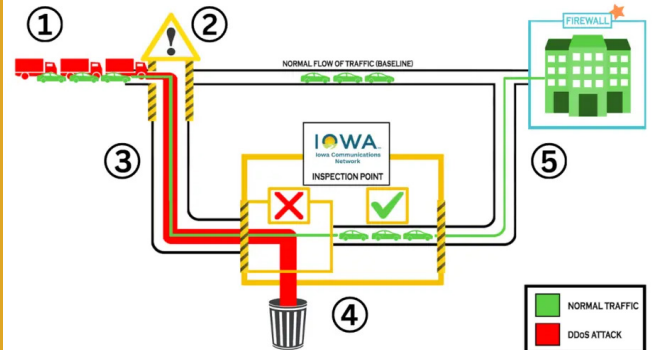 1
2
FIREWALL
NORMAL FLOW OF TRAFFIC (BASELINE)
3
IOWA
Iowa Communications
Network
INSPECTION POINT
5
4
NORMAL TRAFFIC
DDoS ATTACK